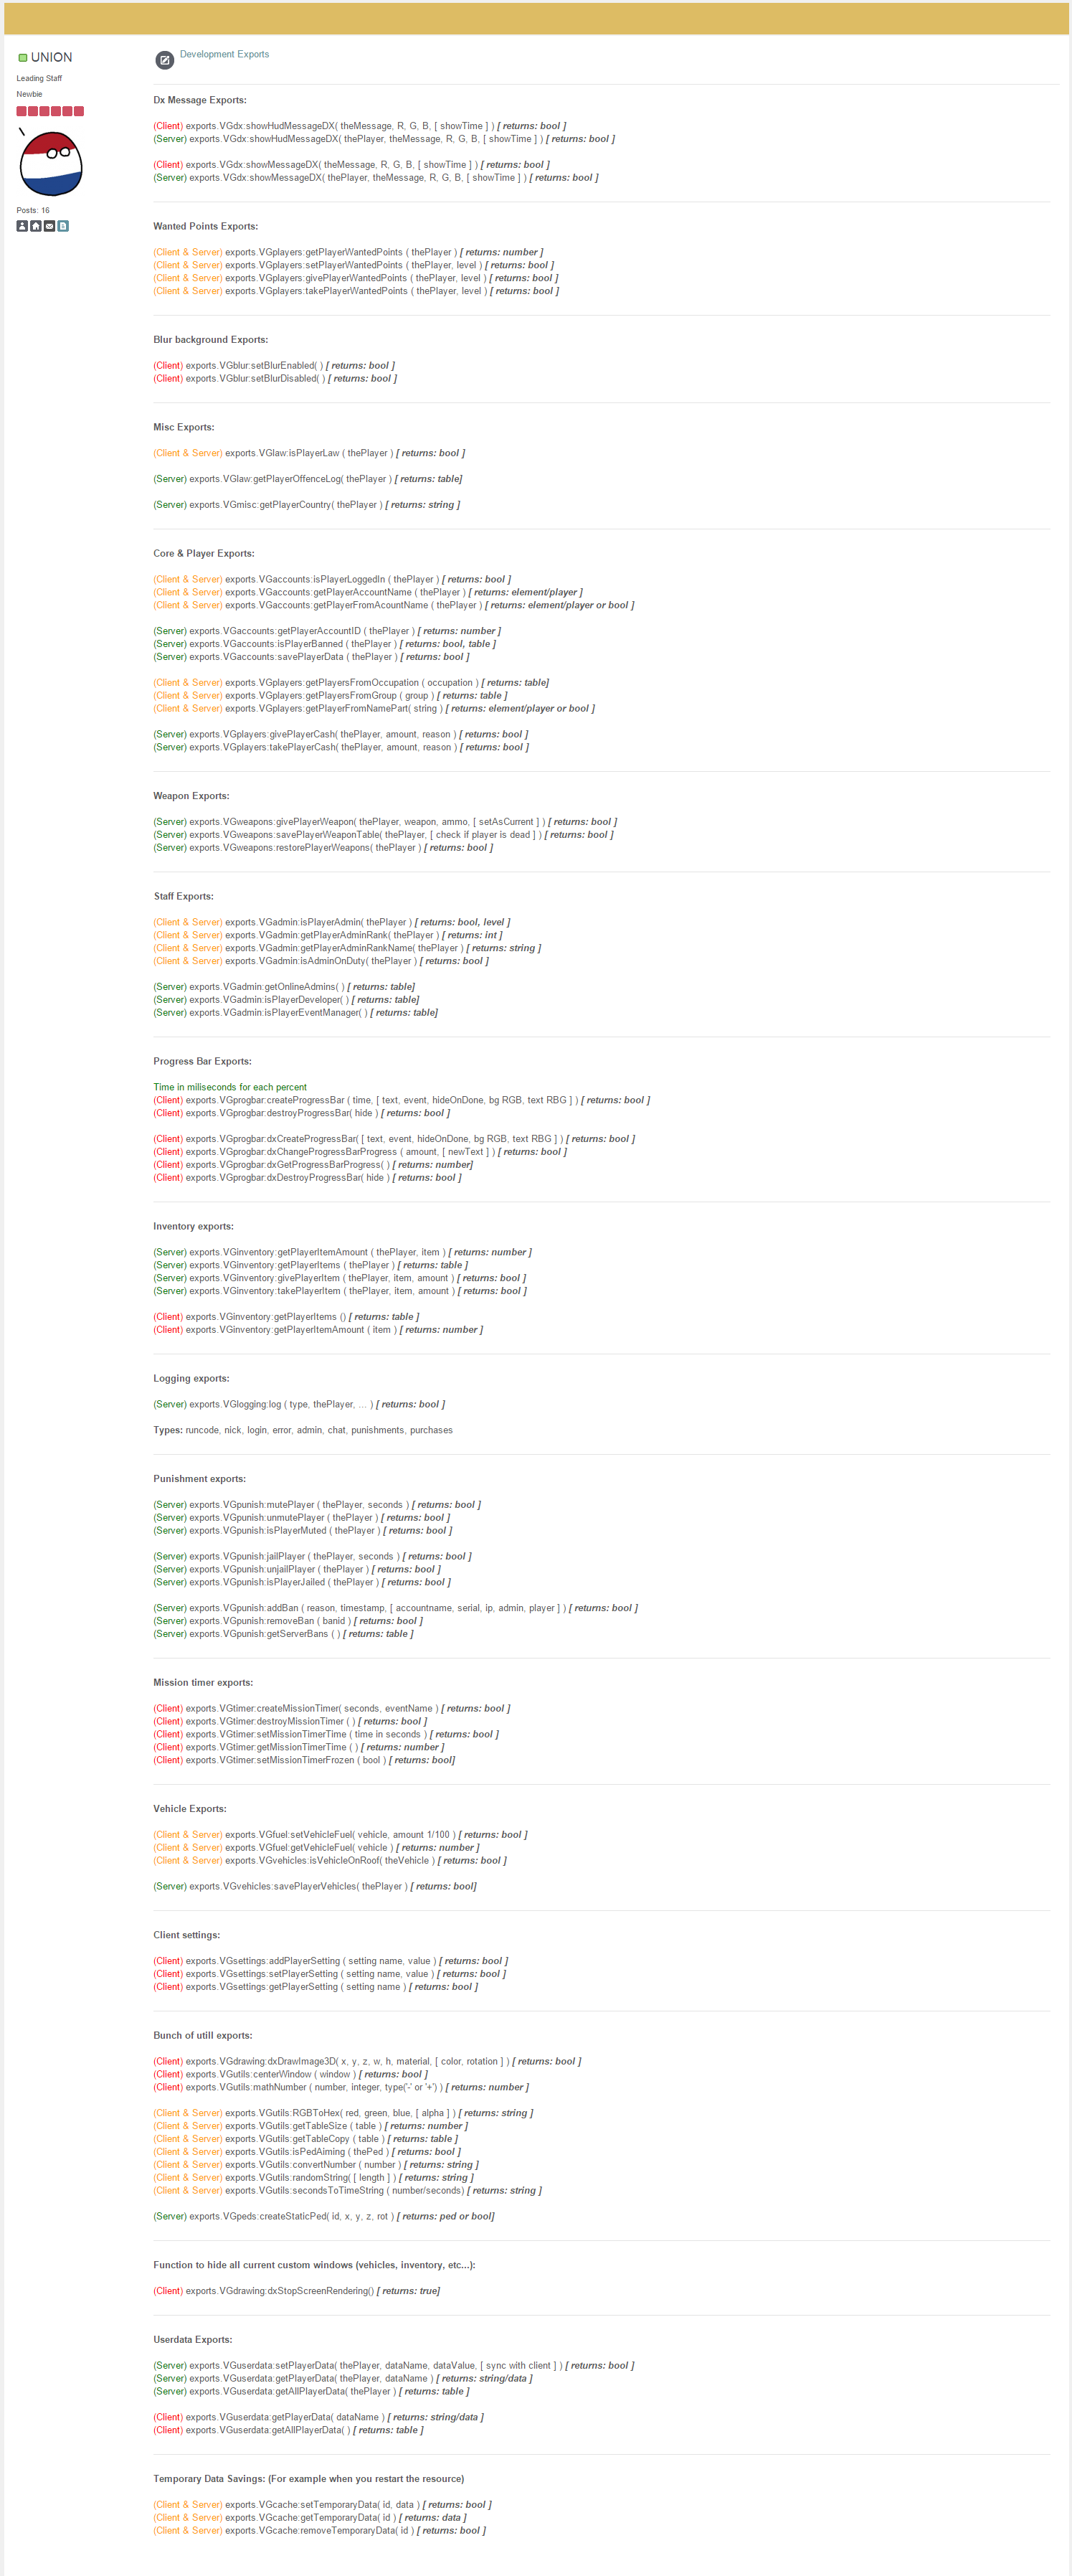 UNION
Leading Staff
Newbie
Posts: 16
Development Exports
Dx Message Exports:
(Client) exports.VGdx:showHudMessageDX( theMessage, R, G, B, [ showTime ] ) [ returns: bool ]
(Server) exports.VGdx:showHudMessageDX( thePlayer, theMessage, R, G, B, [ showTime ] ) [ returns: bool ]
(Client) exports.VGdx:showMessageDX( theMessage, R, G, B, [ showTime ] ) [ returns: bool ]
(Server) exports.VGdx:showMessageDX( thePlayer, theMessage, R, G, B, [ showTime ] ) [ returns: bool ]
Wanted Points Exports:
(Client & Server) exports.VGplayers:getPlayerWantedPoints ( thePlayer ) [ returns: number ]
(Client & Server) exports.VGplayers:setPlayerWantedPoints ( thePlayer, level ) [ returns: bool ]
(Client & Server) exports.VGplayers:givePlayerWantedPoints ( thePlayer, level ) [ returns: bool ]
(Client & Server) exports.VGplayers:takePlayerWantedPoints ( thePlayer, level ) [ returns: bool ]
Blur background Exports:
(Client) exports.VGblur:setBlurEnabled( ) [ returns: bool ]
(Client) exports.VGblur:setBlurDisabled( ) [ returns: bool ]
Misc Exports:
(Client & Server) exports.VGlaw:isPlayerLaw ( thePlayer ) [ returns: bool ]
(Server) exports.VGlaw:getPlayerOffenceLog( thePlayer ) [ returns: table]
(Server) exports.VGmisc:getPlayerCountry( thePlayer ) [ returns: string ]
Core & Player Exports:
(Client & Server) exports.VGaccounts:isPlayerLoggedIn ( thePlayer ) [ returns: bool ]
(Client & Server) exports.VGaccounts:getPlayerAccountName ( thePlayer ) [ returns: element/player ]
(Client & Server) exports.VGaccounts:getPlayerFromAcountName ( thePlayer ) [ returns: element/player or bool ]
(Server) exports.VGaccounts:getPlayerAccountID ( thePlayer ) [ returns: number ]
(Server) exports.VGaccounts:isPlayerBanned ( thePlayer ) [ returns: bool, table ]
(Server) exports.VGaccounts:savePlayerData ( thePlayer ) [ returns: bool ]
(Client & Server) exports.VGplayers:getPlayersFromOccupation ( occupation ) [ returns: table]
(Client & Server) exports.VGplayers:getPlayersFromGroup ( group ) [ returns: table ]
(Client & Server) exports.VGplayers:getPlayerFromNamePart( string ) [ returns: element/player or bool ]
(Server) exports.VGplayers:givePlayerCash( thePlayer, amount, reason ) [ returns: bool ]
(Server) exports.VGplayers:takePlayerCash( thePlayer, amount, reason ) [ returns: bool ]
Weapon Exports:
(Server) exports.VGweapons:givePlayerWeapon( thePlayer, weapon, ammo, [ setAsCurrent ] ) [ returns: bool ]
(Server) exports.VGweapons:savePlayerWeaponTable( thePlayer, [ check if player is dead ] ) [ returns: bool ]
(Server) exports.VGweapons:restorePlayerWeapons( thePlayer ) [ returns: bool ]
Staff Exports:
(Client & Server) exports.VGadmin:isPlayerAdmin( thePlayer ) [ returns: bool, level ]
(Client & Server) exports.VGadmin:getPlayerAdminRank( thePlayer ) [ returns: int ]
(Client & Server) exports.VGadmin:getPlayerAdminRankName( thePlayer ) [ returns: string ]
(Client & Server) exports.VGadmin:isAdminOnDuty( thePlayer ) [ returns: bool ]
(Server) exports.VGadmin:getOnlineAdmins( ) [ returns: table]
(Server) exports.VGadmin:isPlayerDeveloper( ) [ returns: table]
(Server) exports.VGadmin:isPlayerEventManager( ) [ returns: table]
Progress Bar Exports:
Time in miliseconds for each percent
(Client) exports.VGprogbar:createProgressBar ( time, [ text, event, hideOnDone, bg RGB, text RBG ] ) [ returns: bool ]
(Client) exports.VGprogbar:destroyProgressBar( hide ) [ returns: bool ]
(Client) exports.VGprogbar:dxCreateProgressBar( [ text, event, hideOnDone, bg RGB, text RBG ] ) [ returns: bool ]
(Client) exports.VGprogbar:dxChangeProgressBarProgress ( amount, [ newText ] ) [ returns: bool ]
(Client) exports.VGprogbar:dxGetProgressBarProgress( ) [ returns: number]
(Client) exports.VGprogbar:dxDestroyProgressBar( hide ) [ returns: bool ]
Inventory exports:
(Server) exports.VGinventory:getPlayerItemAmount ( thePlayer, item ) [ returns: number ]
(Server) exports.VGinventory:getPlayerItems ( thePlayer ) [ returns: table ]
(Server) exports.VGinventory:givePlayerItem ( thePlayer, item, amount ) [ returns: bool ]
(Server) exports.VGinventory:takePlayerItem ( thePlayer, item, amount ) [ returns: bool ]
(Client) exports.VGinventory:getPlayerItems () [ returns: table ]
(Client) exports.VGinventory:getPlayerItemAmount ( item ) [ returns: number ]
Logging exports:
(Server) exports.VGlogging:log ( type, thePlayer, ... ) [ returns: bool ]
Types: runcode, nick, login, error, admin, chat, punishments, purchases
Punishment exports:
(Server) exports.VGpunish:mutePlayer ( thePlayer, seconds ) [ returns: bool ]
(Server) exports.VGpunish:unmutePlayer ( thePlayer ) [ returns: bool ]
(Server) exports.VGpunish:isPlayerMuted ( thePlayer ) [ returns: bool ]
(Server) exports.VGpunish:jailPlayer ( thePlayer, seconds ) [ returns: bool ]
(Server) exports.VGpunish:unjailPlayer ( thePlayer ) [ returns: bool ]
(Server) exports.VGpunish:isPlayerJailed ( thePlayer ) [ returns: bool ]
(Server) exports.VGpunish:addBan ( reason, timestamp, [ accountname, serial, ip, admin, player ] ) [ returns: bool ]
(Server) exports.VGpunish:removeBan ( banid ) [ returns: bool ]
(Server) exports.VGpunish:getServerBans ( ) [ returns: table ]
Mission timer exports:
(Client) exports.VGtimer:createMissionTimer( seconds, eventName ) [ returns: bool ]
(Client) exports.VGtimer:destroyMissionTimer ( ) [ returns: bool ]
(Client) exports.VGtimer:setMissionTimerTime ( time in seconds ) [ returns: bool ]
(Client) exports.VGtimer:getMissionTimerTime ( ) [ returns: number ]
(Client) exports.VGtimer:setMissionTimerFrozen ( bool ) [ returns: bool]
Vehicle Exports:
(Client & Server) exports.VGfuel:setVehicleFuel( vehicle, amount 1/100 ) [ returns: bool ]
(Client & Server) exports.VGfuel:getVehicleFuel( vehicle ) [ returns: number ]
(Client & Server) exports.VGvehicles:isVehicleOnRoof( theVehicle ) [ returns: bool ]
(Server) exports.VGvehicles:savePlayerVehicles( thePlayer ) [ returns: bool]
Client settings:
(Client) exports.VGsettings:addPlayerSetting ( setting name, value ) [ returns: bool ]
(Client) exports.VGsettings:setPlayerSetting ( setting name, value ) [ returns: bool ]
(Client) exports.VGsettings:getPlayerSetting ( setting name ) [ returns: bool ]
Bunch of utill exports:
(Client) exports.VGdrawing:dxDrawImage3D( x, y, z, w, h, material, [ color, rotation ] ) [ returns: bool ]
(Client) exports.VGutils:centerWindow ( window ) [ returns: bool ]
(Client) exports.VGutils:mathNumber ( number, integer, type('-' or '+') ) [ returns: number ]
(Client & Server) exports.VGutils:RGBToHex( red, green, blue, [ alpha ] ) [ returns: string ]
(Client & Server) exports.VGutils:getTableSize ( table ) [ returns: number ]
(Client & Server) exports.VGutils:getTableCopy ( table ) [ returns: table ]
(Client & Server) exports.VGutils:isPedAiming ( thePed ) [ returns: bool ]
(Client & Server) exports.VGutils:convertNumber ( number ) [ returns: string ]
(Client & Server) exports.VGutils:randomString( [ length ] ) [ returns: string ]
(Client & Server) exports.VGutils:secondsToTimeString ( number/seconds) [ returns: string ]
(Server) exports.VGpeds:createStaticPed( id, x, y, z, rot ) [ returns: ped or bool]
Function to hide all current custom windows (vehicles, inventory, etc...):
(Client) exports.VGdrawing:dxStopScreenRendering() [ returns: true]
Userdata Exports:
(Server) exports.VGuserdata:setPlayerData( thePlayer, dataName, dataValue, [ sync with client ] ) [ returns: bool ]
(Server) exports.VGuserdata:getPlayerData( thePlayer, dataName ) [ returns: string/data ]
(Server) exports.VGuserdata:getAllPlayerData( thePlayer ) [ returns: table ]
(Client) exports.VGuserdata:getPlayerData( dataName ) [ returns: string/data ]
(Client) exports.VGuserdata:getAllPlayerData( ) [ returns: table ]
Temporary Data Savings: (For example when you restart the resource)
(Client & Server) exports.VGcache:setTemporaryData( id, data ) [ returns: bool ]
(Client & Server) exports.VGcache:getTemporaryData( id ) [ returns: data ]
(Client & Server) exports.VGcache:removeTemporaryData( id ) [ returns: bool ]